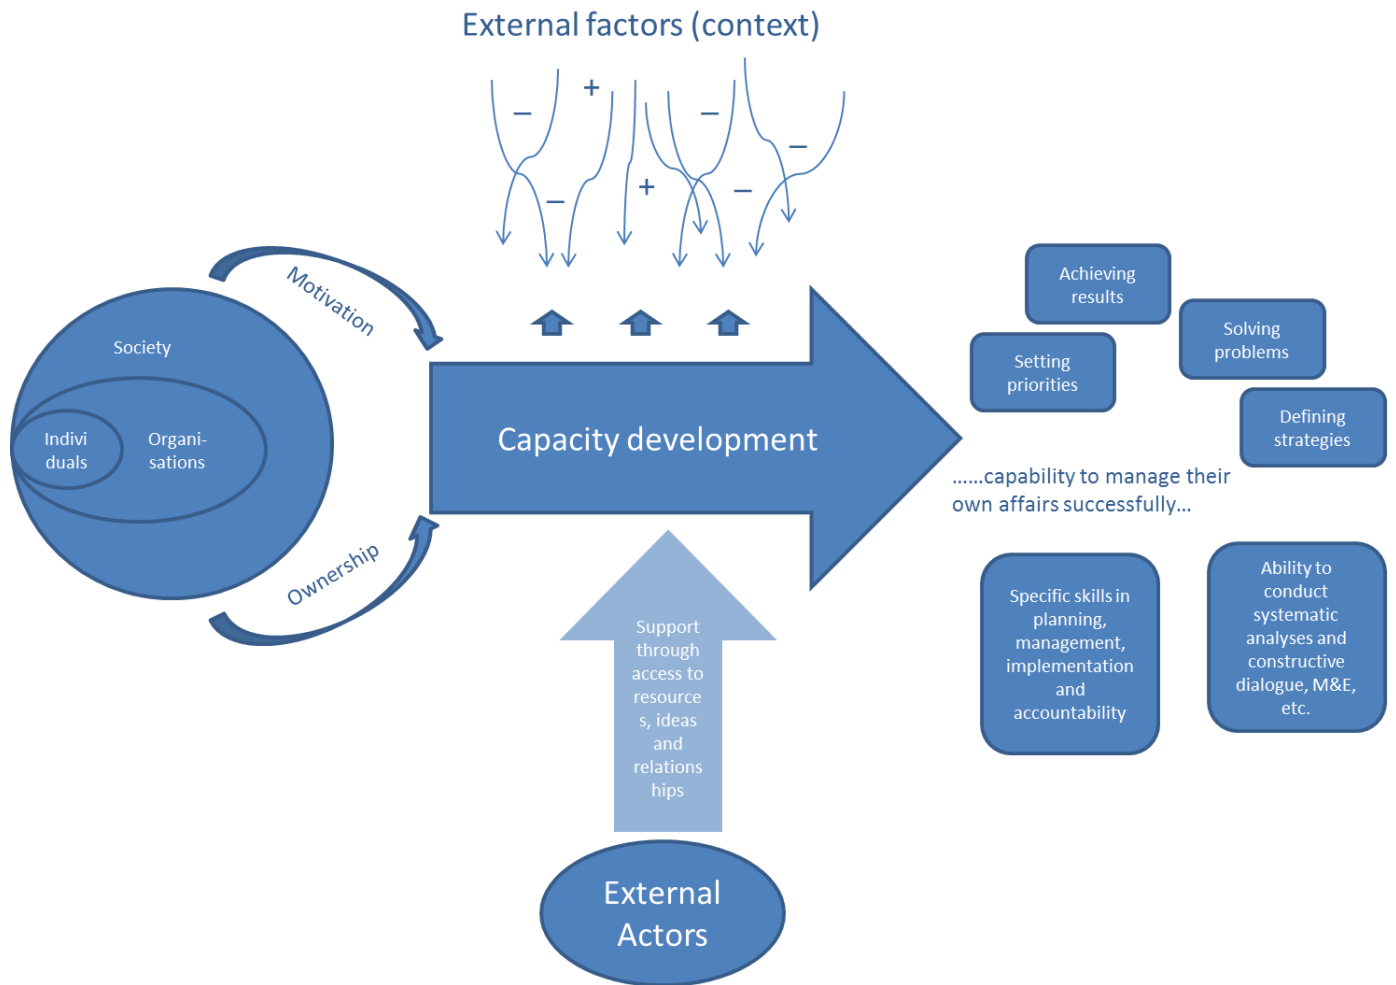 External factors (context)
–
+
–
–
–
+
–
Motivation
Society
Indivi
duals
Organi-
sations
Ownership
Capacity development
Achieving
results
Solving
problems
Setting
priorities
Defining
strategies
……capability to manage their
own affairs successfully…
Specific skills in
planning,
management,
implementation
and
accountability
Ability to
conduct
systematic
analyses and
constructive
dialogue, M&E,
etc.
Support
through
access to
resource
s, ideas
and
relations
hips
External
Actors